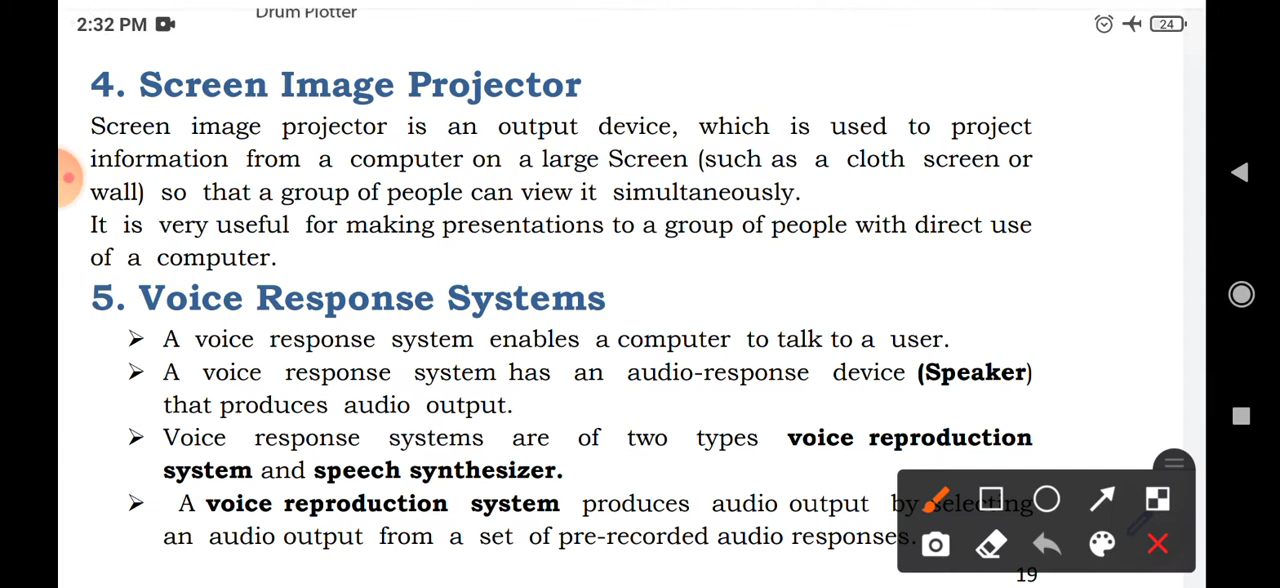 Drum Plotter
2:32 PM
24
4. Screen Image Projector
Screen image projector is an output device, which is used to project
information from a computer on a large Screen (such as a cloth screen or
wall) so that a group of people can view it simultaneously.
It is very useful for making presentations to a group of people with direct use
of a computer.
5. Voice Response Systems
➢ A voice response system enables a computer to talk to a user.
➢ A voice response system has an audio-response device (Speaker)
that produces audio output.
➢ Voice response systems are of two types voice reproduction
system and speech synthesizer.
➢ A voice reproduction system produces audio output by selecting
an audio output from a set of pre-recorded audio responses.
19